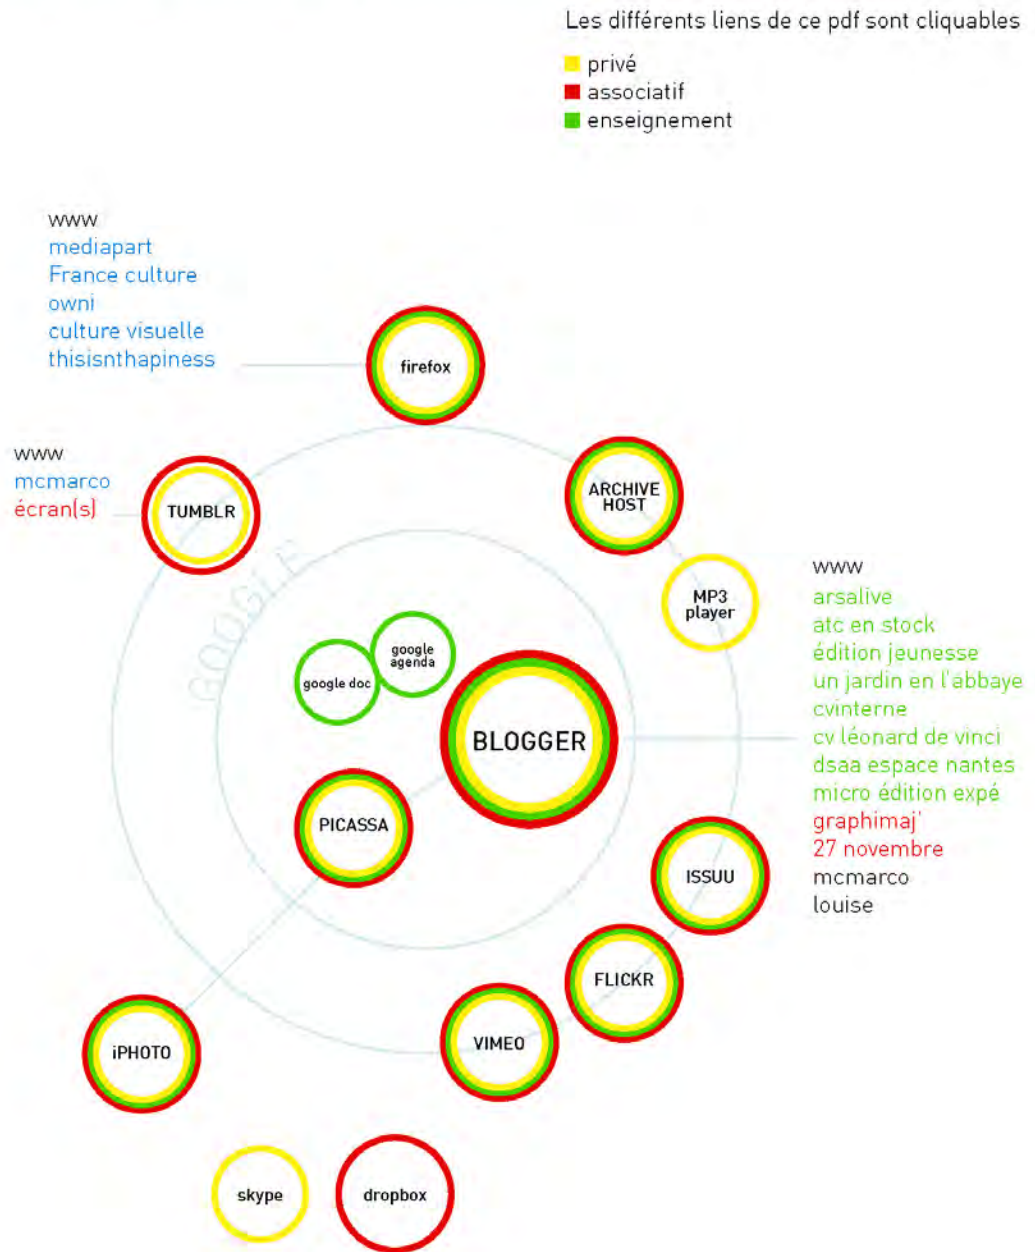 Les différents liens de ce pdf sont cliquables
privé
associatif
enseignement
www
mediapart
France culture
owni
culture visuelle
thisisnthapiness
firefox
www
mcmarco
écran(s)
TUMBLR
ARCHIVE
HOST
GOOGLE
MP3
player
www
arsalive
atc en stock
édition jeunesse
un jardin en l'abbaye
cvinterne
cv léonard de vinci
dsaa espace nantes
micro édition expé
graphimaj'
27 novembre
mcmarco
louise
google
agenda
google doc
BLOGGER
PICASSA
ISSUU
FLICKR
VIMEO
iPHOTO
skype
dropbox